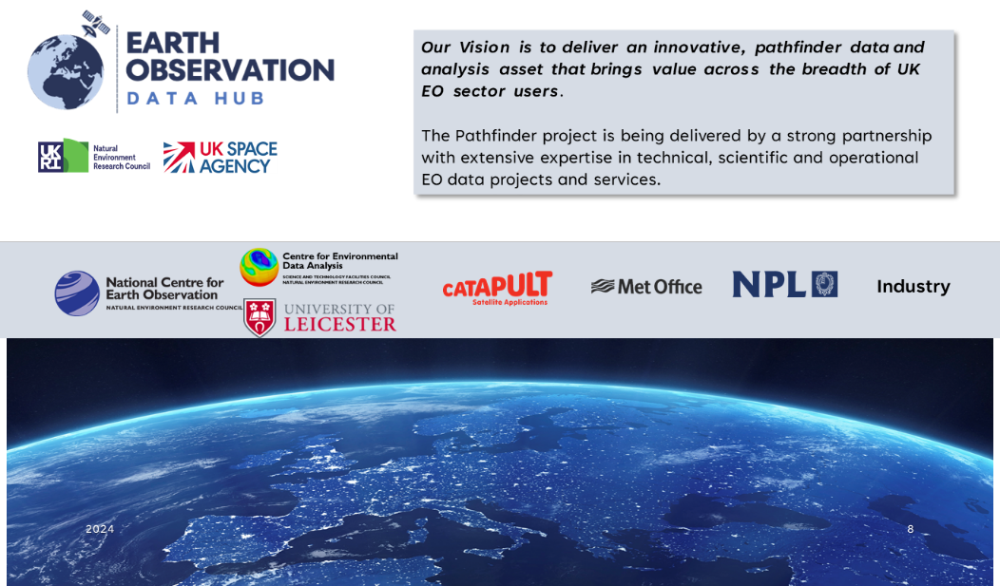 EARTH
OBSERVATION
DATA HUB
UK
RI
Natural
Environment
Research Council
UK SPACE
AGENCY
Our Vision is to deliver an innovative, pathfinder data and
analysis asset that brings value across the breadth of UK
EO sector users.
The Pathfinder project is being delivered by a strong partnership
with extensive expertise in technical, scientific and operational
EO data projects and services.
National Centre for
Earth Observation
NATURAL ENVIRONMENT RESEARCH COUNCIL
Centre for Environmental
Data Analysis
SCIENCE AND TECHNOLOGY FACILITIES COUNCIL
NATURAL ENVIRONMENT RESEARCH COUNCIL
UNIVERSITY OF
LEICESTER
CATAPULT
Satellite Applications
Met Office
NPL
Industry
2024
8